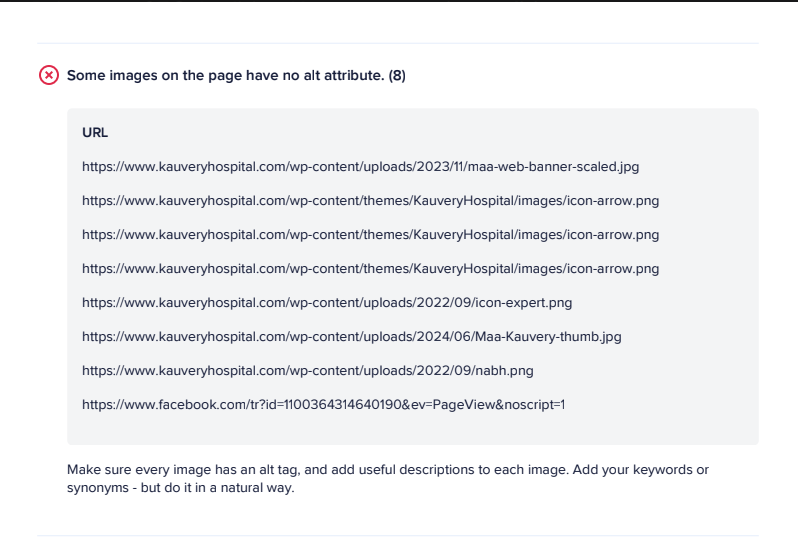 Some images on the page have no alt attribute. (8)
URL
https://www.kauveryhospital.com/wp-content/uploads/2023/11/maa-web-banner-scaled.jpg
https://www.kauveryhospital.com/wp-content/themes/KauveryHospital/images/icon-arrow.png
https://www.kauveryhospital.com/wp-content/themes/KauveryHospital/images/icon-arrow.png
https://www.kauveryhospital.com/wp-content/themes/KauveryHospital/images/icon-arrow.png
https://www.kauveryhospital.com/wp-content/uploads/2022/09/icon-expert.png
https://www.kauveryhospital.com/wp-content/uploads/2024/06/Maa-Kauvery-thumb.jpg
https://www.kauveryhospital.com/wp-content/uploads/2022/09/nabh.png
https://www.facebook.com/tr?id=1100364314640190&ev=PageView&noscript=1
Make sure every image has an alt tag, and add useful descriptions to each image. Add your keywords or
synonyms - but do it in a natural way.